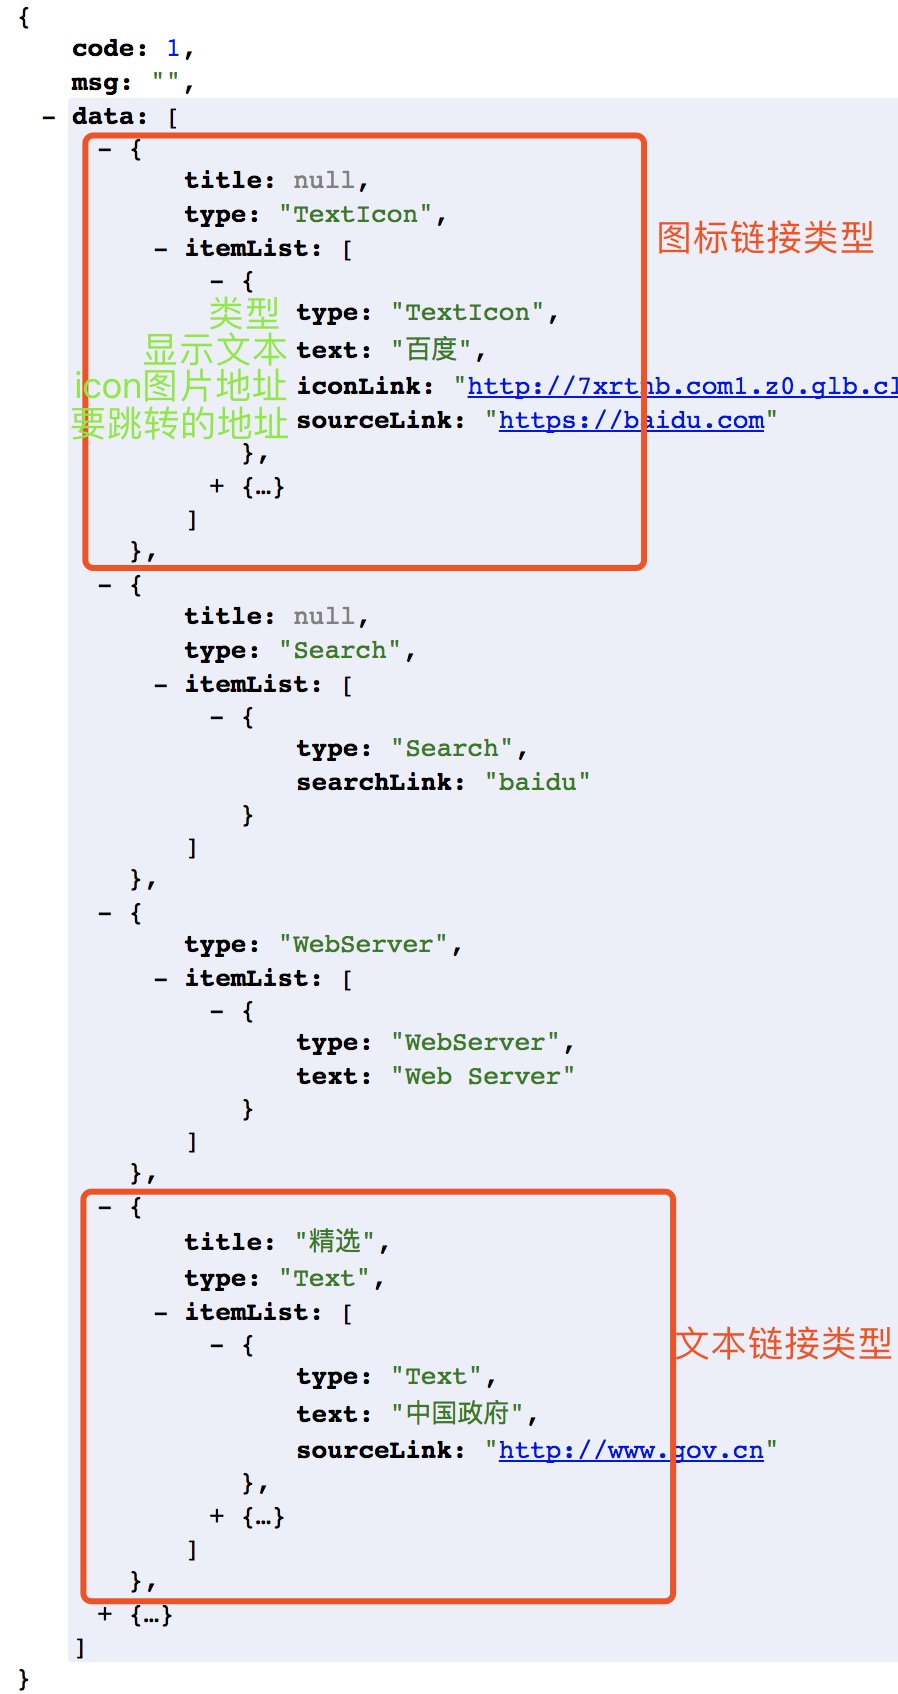 {
code: 1,
msg: "",
- data: [
- {
title: null,
type: "TextIcon",
- itemList: [
图标链接类型
- {
类型 type: "TextIcon",
显示文本 text: "百度",
icon图片地址 iconLink: "http://7xrtnb.com1.z0.glb.cl
要跳转的地址 sourceLink: "https://baidu.com"
},
+ {…}
]
},
- {
title: null,
type: "Search",
- itemList: [
- {
type: "Search",
searchLink: "baidu"
}
]
},
- {
type: "WebServer",
- itemList: [
- {
type: "WebServer",
text: "Web Server"
}
]
},
- {
title: "精选",
type: "Text",
- itemList: [
- {
文本链接类型
type: "Text",
text: "中国政府",
sourceLink: "http://www.gov.cn"
},
+ {…}
]
},
+ {…}
]
}